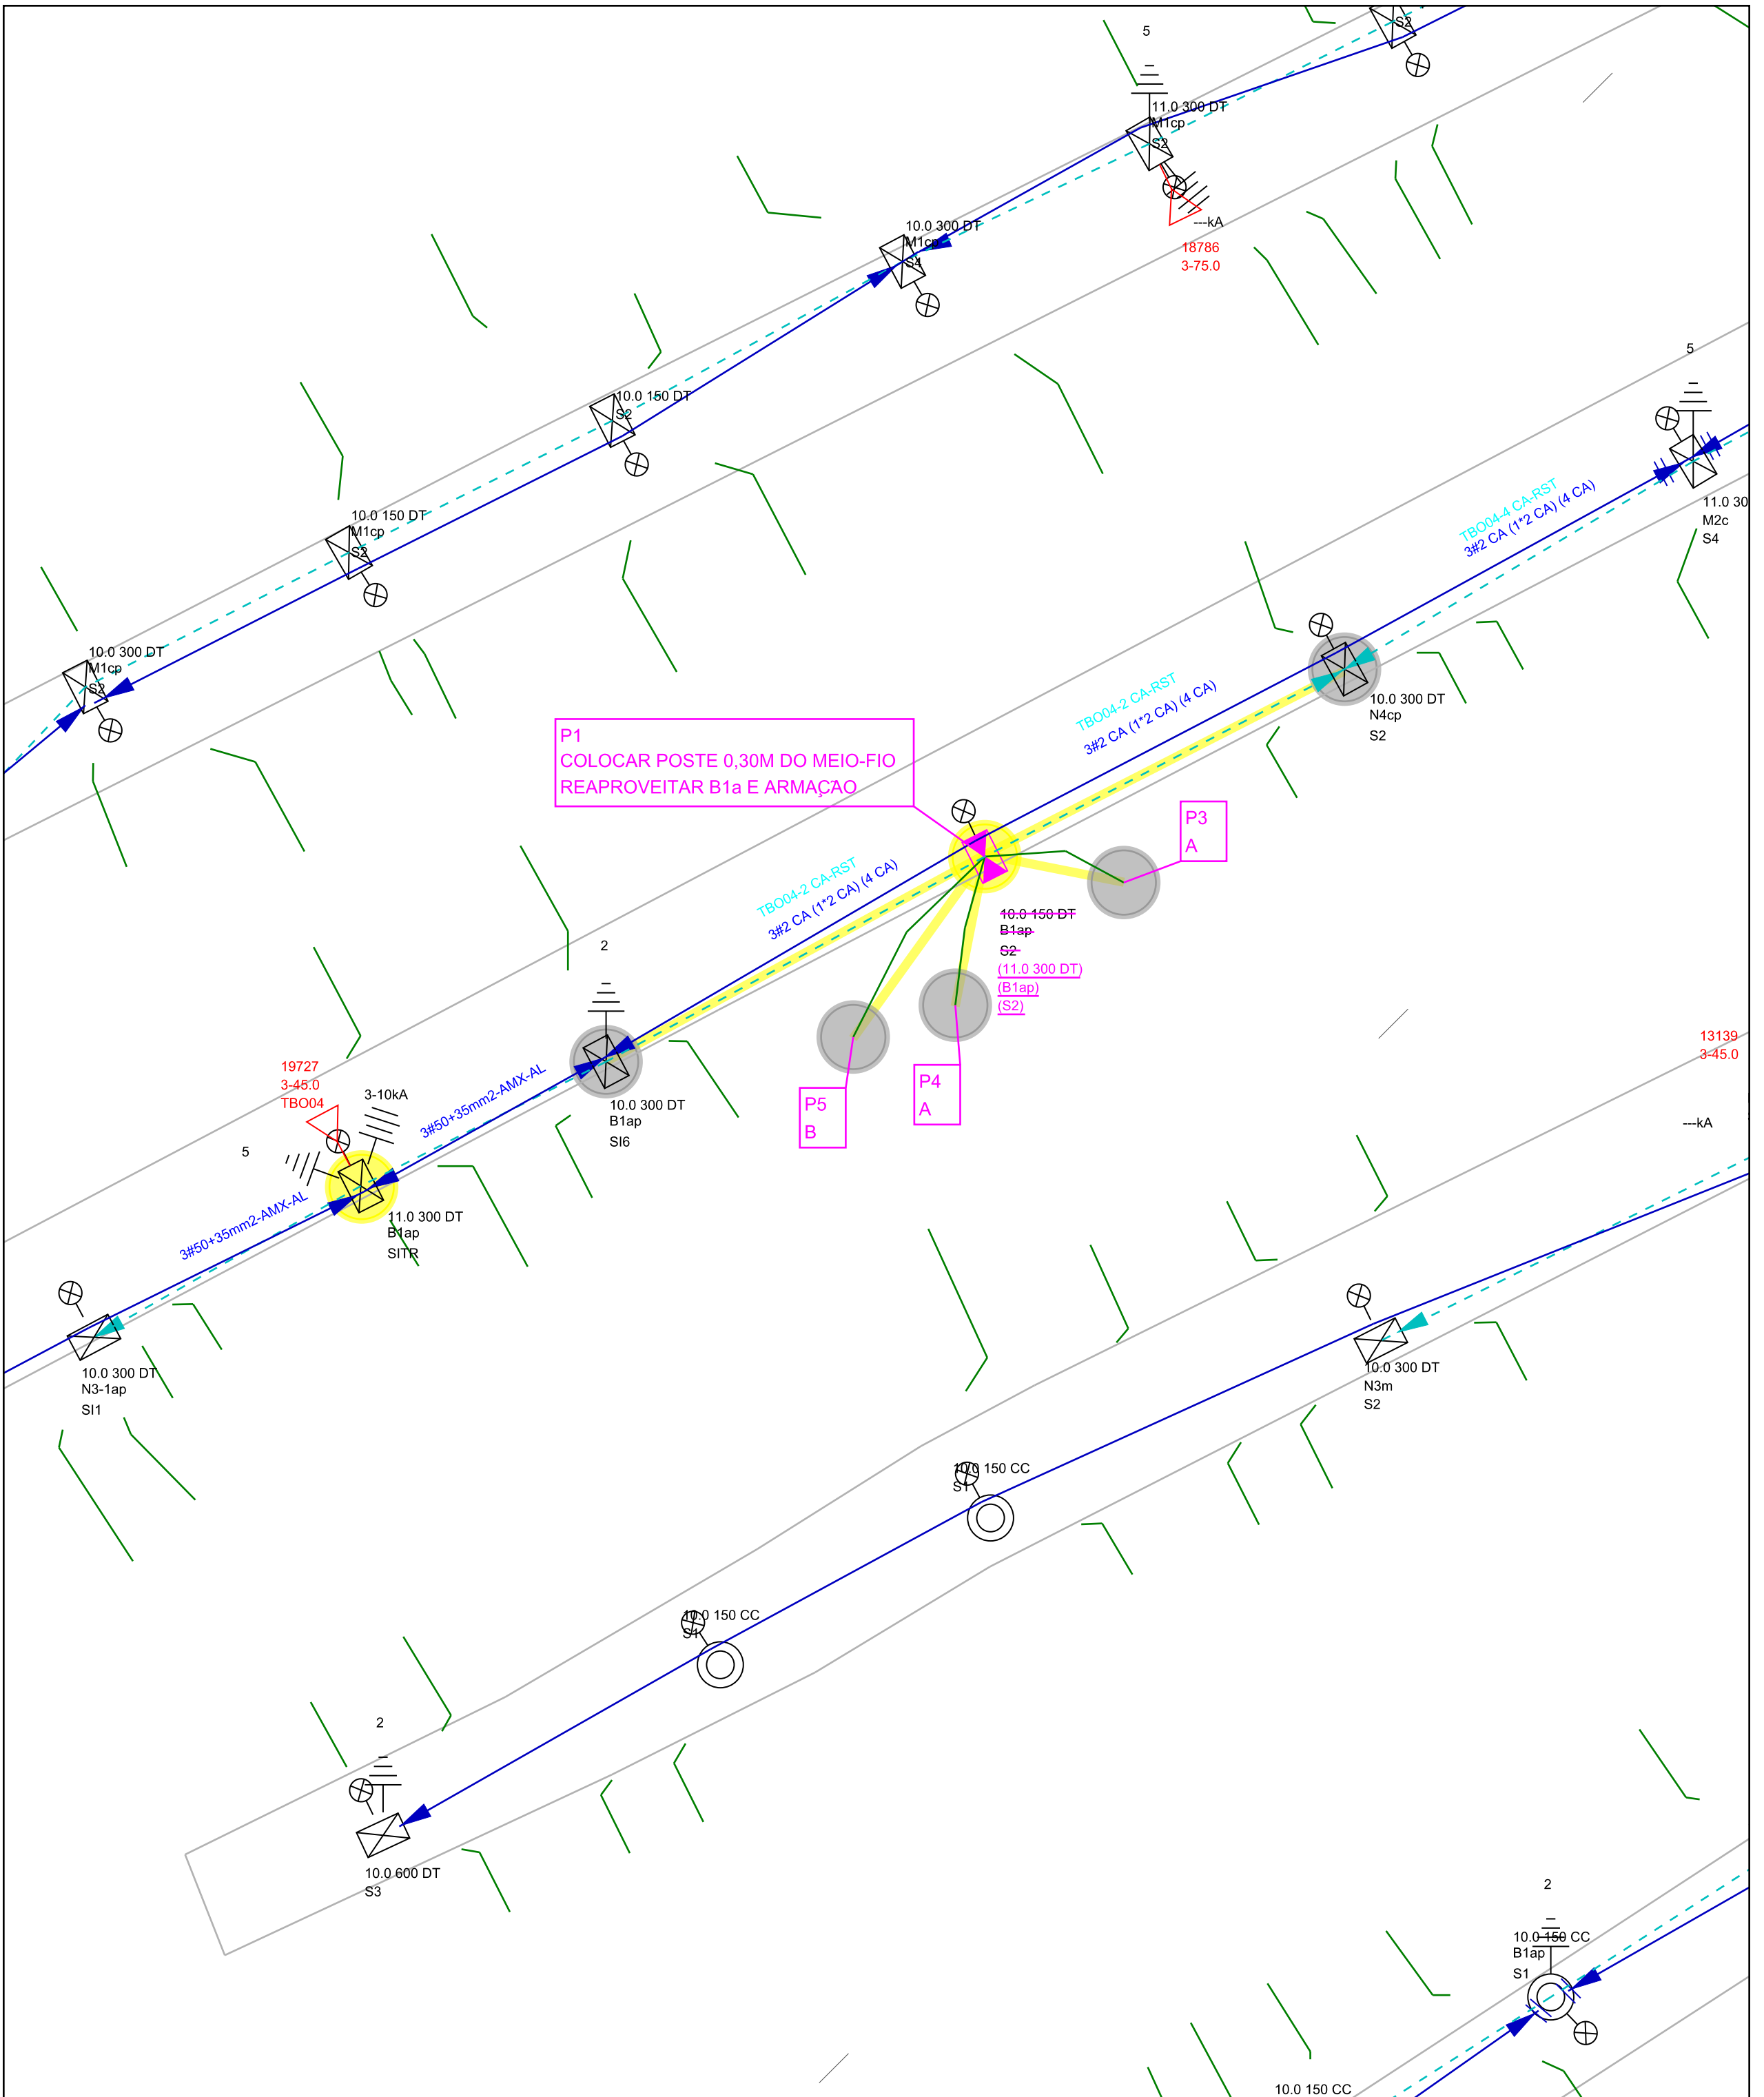 S2
5
11.0 300 DT
M1cp
S2
---kA
18786
3-75.0
10.0 300 DT
M1cp
S4
10.0 150 DT
S2
5
11.0 30
M2c
S4
TBO04-4 CA-RST
3#2 CA (1*2 CA) (4 CA)
10.0 150 DT
M1cp
S2
10.0 300 DT
M1cp
S2
10.0 300 DT
N4cp
S2
TBO04-2 CA-RST
3#2 CA (1*2 CA) (4 CA)
P1
COLOCAR POSTE 0,30M DO MEIO-FIO
REAPROVEITAR B1a E ARMAÇÃO
P3
A
TBO04-2 CA-RST
3#2 CA (1*2 CA) (4 CA)
10.0 150 DT
B1ap
S2
(11.0 300 DT)
(B1ap)
(S2)
2
10.0 300 DT
B1ap
SI6
P4
A
P5
B
13139
3-45.0
---kA
19727
3-45.0
TBO04
3-10kA
5
3#50+35mm2-AMX-AL
3#50+35mm2-AMX-AL
11.0 300 DT
B1ap
SITR
10.0 300 DT
N3-1ap
SI1
10.0 300 DT
N3m
S2
10.0 150 CC
S1
10.0 150 CC
S1
2
10.0 600 DT
S3
2
10.0 150 CC
B1ap
S1
10.0 150 CC